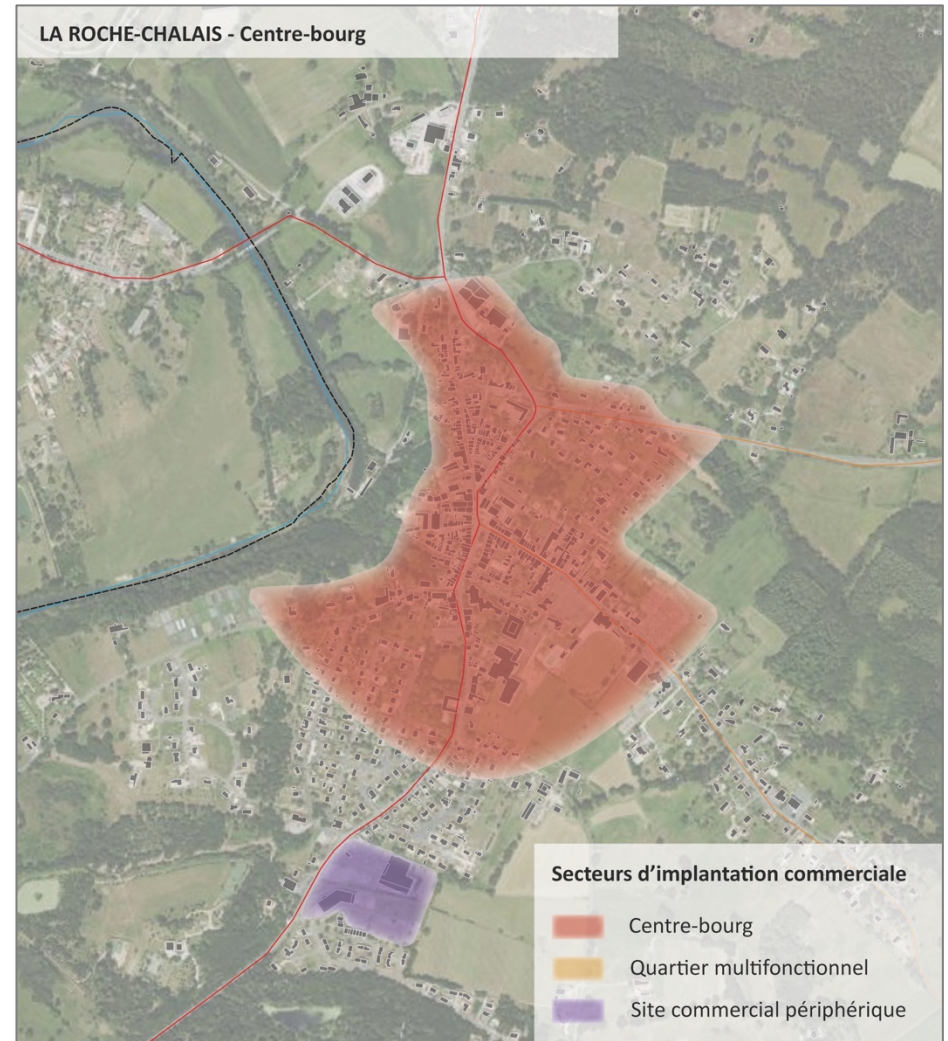 LA ROCHE-CHALAIS - Centre-bourg
Secteurs d’implantation commerciale
Centre-bourg
Quartier multifonctionnel
Site commercial périphérique